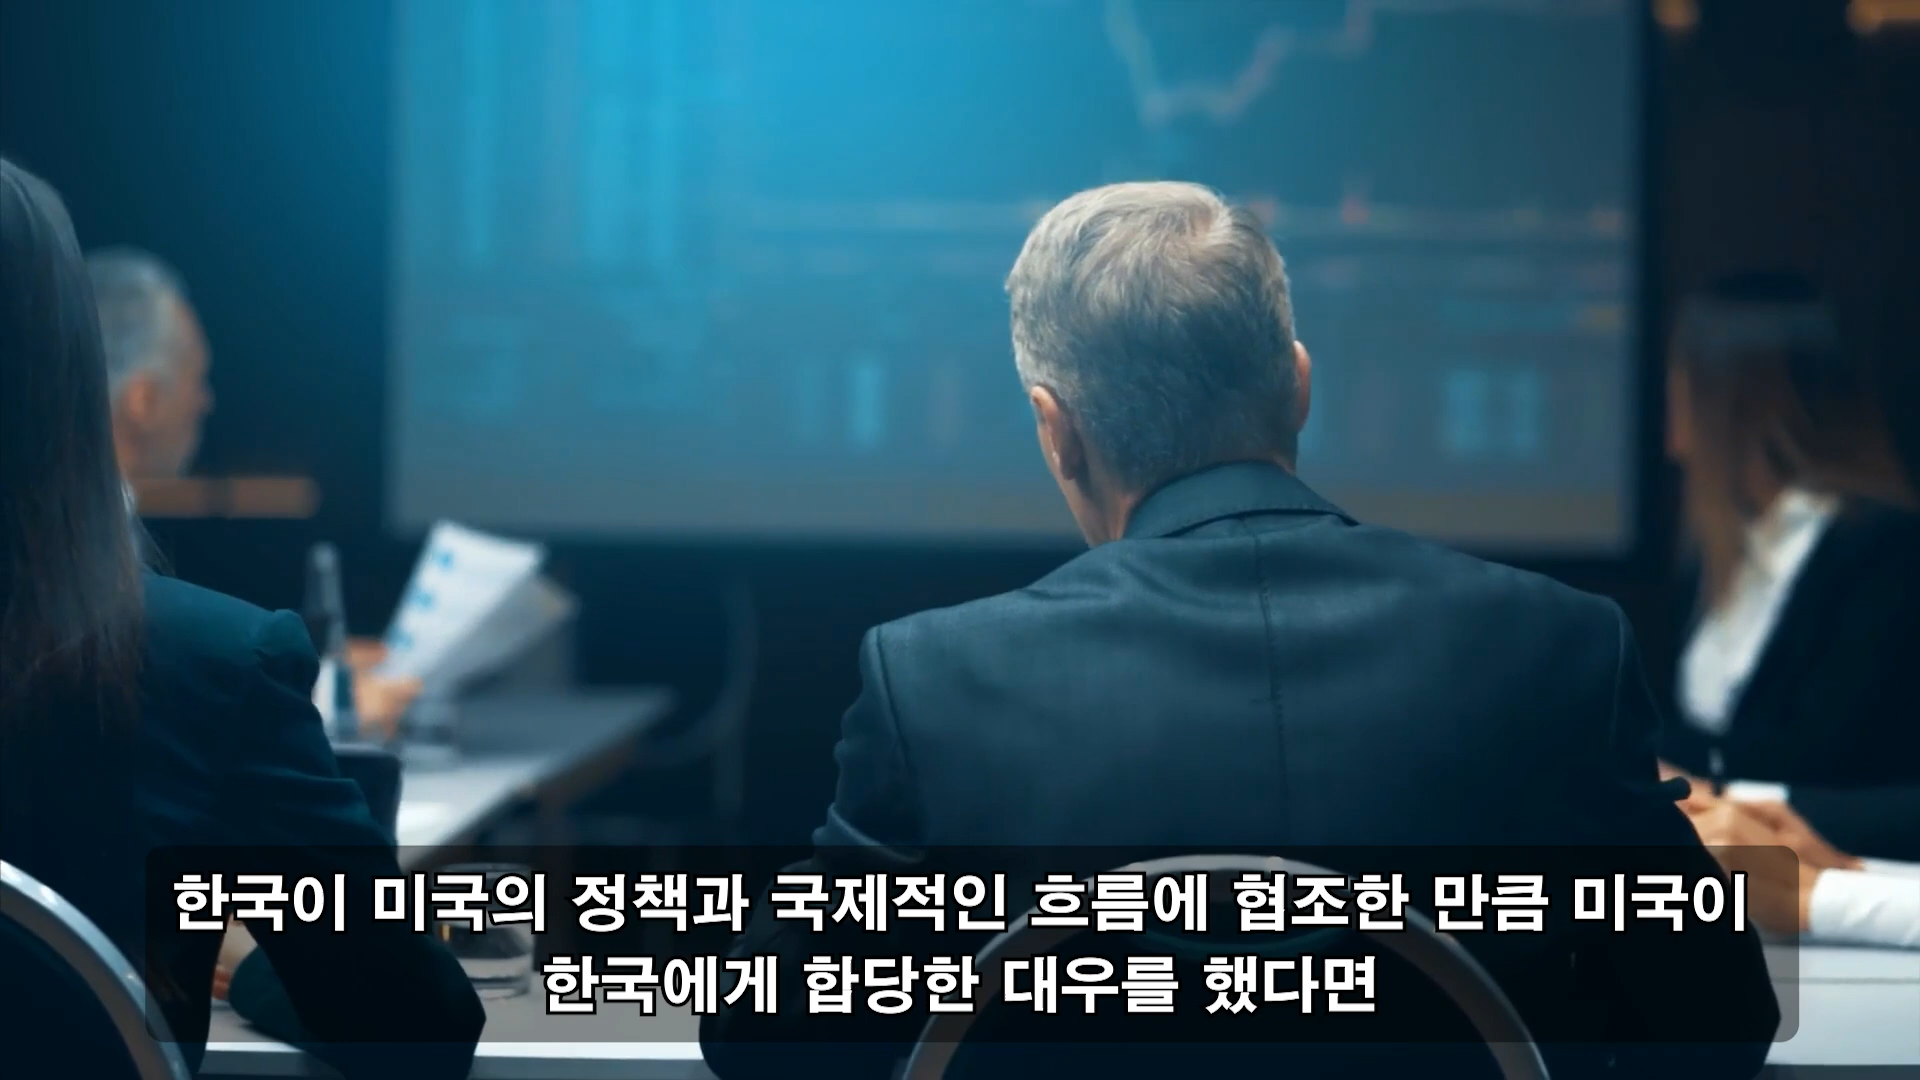 한국이 미국의 정책과 국제적인 흐름에 협조한 만큼 미국이
한국에게 합당한 대우를 했다면